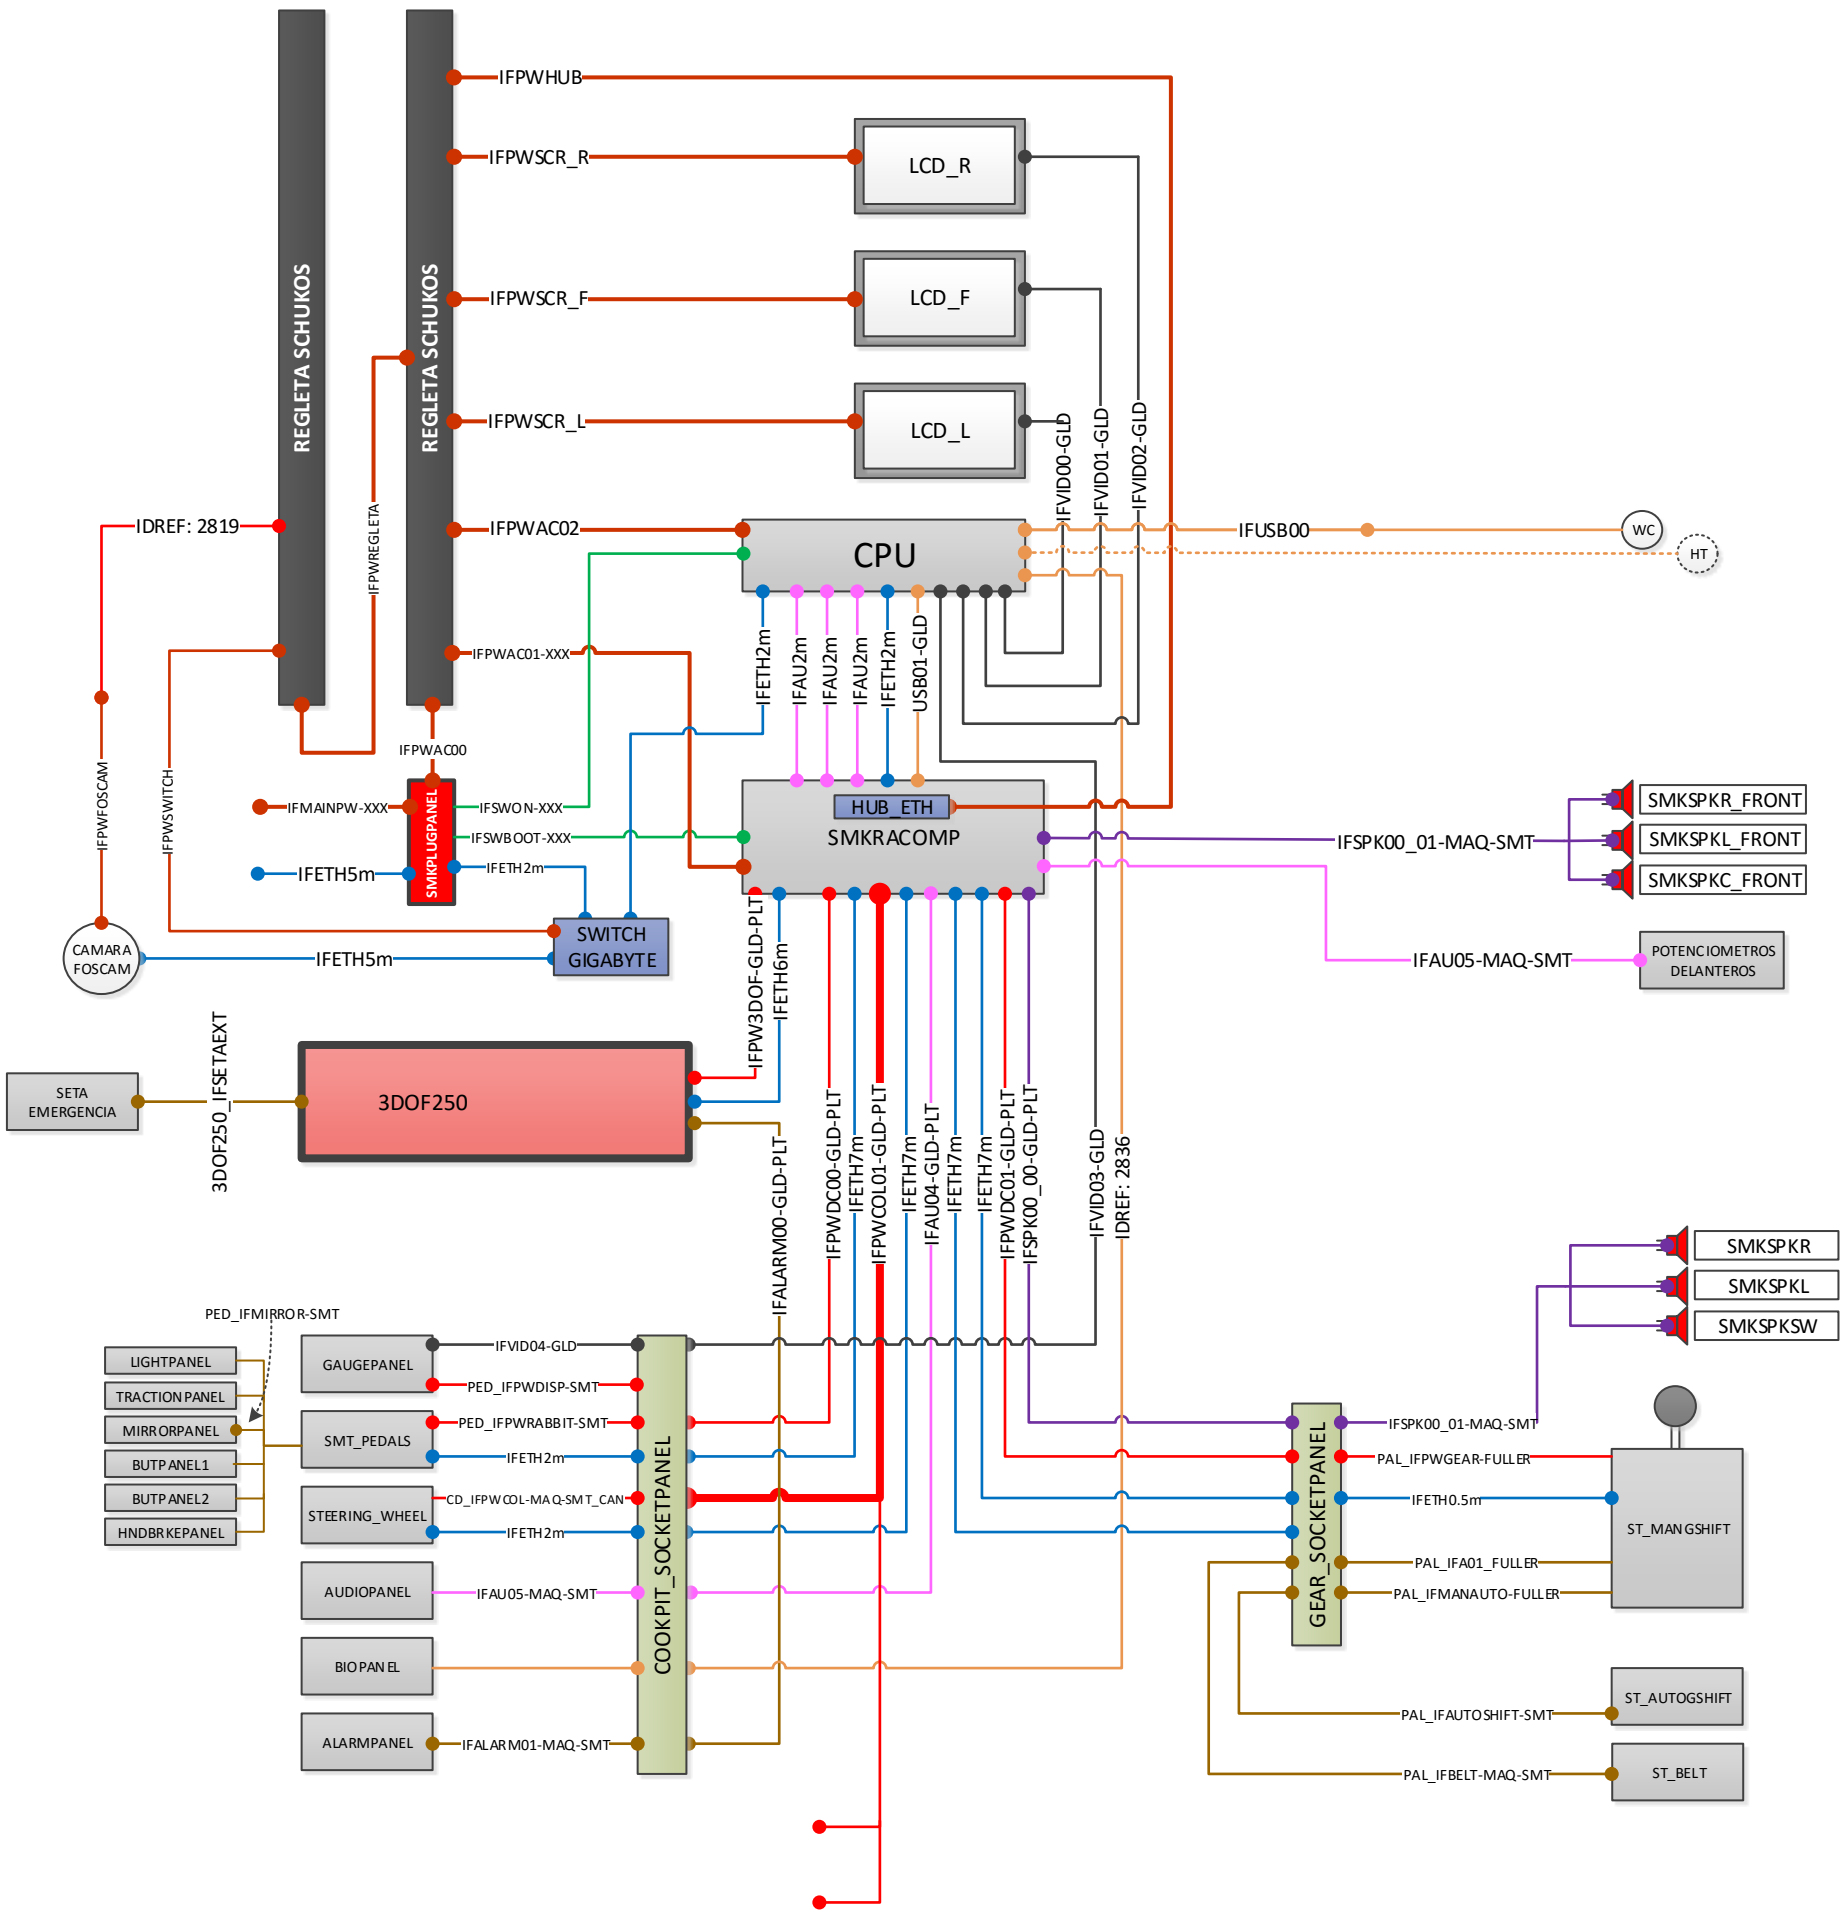 IFPWHUB
IFPWSCR_R
LCD_R
REGLETA SCHUKOS
REGLETA SCHUKOS
IFPWSCR_F
LCD_F
IFPWSCR_L
LCD_L
IFVID00-GLD
IFVID01-GLD
IFVID02-GLD
IDREF: 2819
IFPWREGLETA
IFPWAC02
CPU
IFUSB00
WC
HT
IFPWAC01-XXX
IFETH2m
IFAU2m
IFAU2m
IFAU2m
IFETH2m
USB01-GLD
IFPWFOSCAM
IFPWSWITCH
IFPWAC00
SMKPLUGPANEL
IFMAINPW-XXX
IFSWON-XXX
IFSWBOOT-XXX
IFETH5m
IFETH2m
HUB_ETH
SMKRACOMP
IFSPK00_01-MAQ-SMT
SMKSPKR_FRONT
SMKSPKL_FRONT
SMKSPKC_FRONT
CAMARA
FOSCAM
IFETH5m
SWITCH
GIGABYTE
IFAU05-MAQ-SMT
POTENCIOMETROS
DELANTEROS
IFPW3DOF-GLD-PLT
IFETH6m
SETA
EMERGENCIA
3DOF250_IFSETAEXT
3DOF250
IFALARM00-GLD-PLT
IFPWDC00-GLD-PLT
IFETH7m
IFPWCOL01-GLD-PLT
IFETH7m
IFAU04-GLD-PLT
IFETH7m
IFETH7m
IFPWDC01-GLD-PLT
IFSPK00_00-GLD-PLT
IFVID03-GLD
IDREF: 2836
SMKSPKR
SMKSPKL
SMKSPKSW
PED_IFMIRROR-SMT
LIGHTPANEL
TRACTIONPANEL
MIRRORPANEL
BUTPANEL1
BUTPANEL2
HNDBRKEPANEL
GAUGEPANEL
IFVID04-GLD
PED_IFPWDISP-SMT
SMT_PEDALS
PED_IFPWRABBIT-SMT
IFETH2m
STEERING_WHEEL
CD_IFPWCOL-MAQ-SMT_CAN
IFETH2m
AUDIOPANEL
IFAU05-MAQ-SMT
BIOPANEL
ALARMPANEL
IFALARM01-MAQ-SMT
COOKPIT_SOCKETPANEL
GEAR_SOCKETPANEL
IFSPK00_01-MAQ-SMT
PAL_IFPWGEAR-FULLER
IFETH0.5m
ST_MANGSHIFT
PAL_IFA01_FULLER
PAL_IFMANAUTO-FULLER
ST_AUTOGSHIFT
PAL_IFAUTOSHIFT-SMT
PAL_IFBELT-MAQ-SMT
ST_BELT